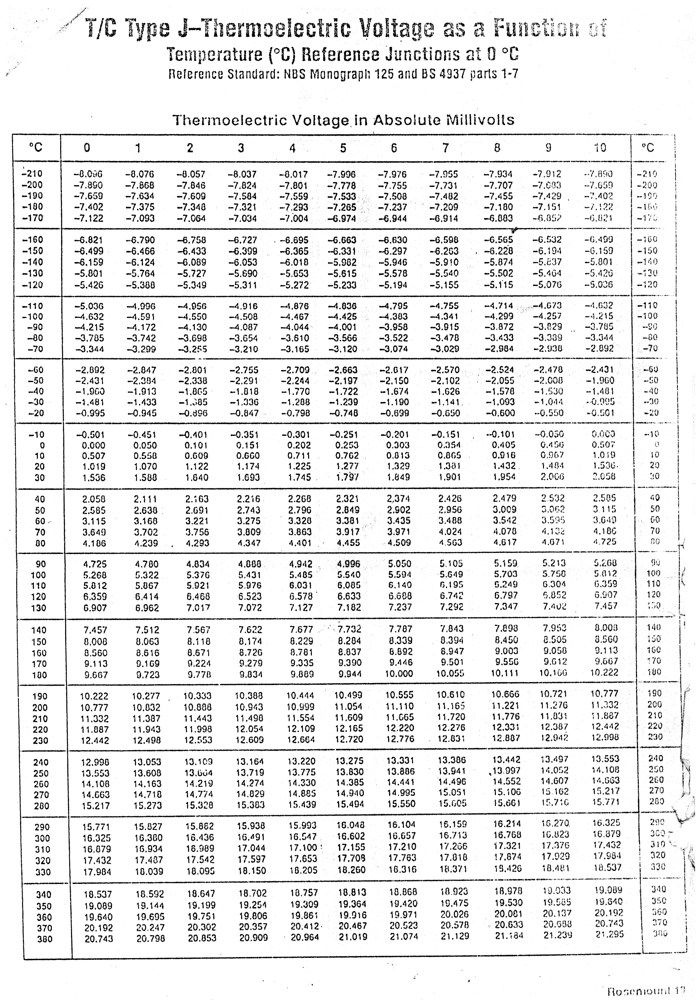 T/C Type J–Thermoelectric Voltage as a Function of
Temperature (°C) Reference Junctions at 0 °C
Reference Standard: NBS Monograph 125 and BS 4937 parts 1-7
Thermoelectric Voltage in Absolute Millivolts
°C 0 1 2 3 4 5 6 7 8 9 10 °C
–210 –8.096 –8.076 –8.057 –8.037 –8.017 –7.996 –7.976 –7.955 –7.934 –7.912 –7.890 –210
–200 –7.890 –7.868 –7.846 –7.824 –7.801 –7.778 –7.755 –7.731 –7.707 –7.683 –7.659 –200
–190 –7.659 –7.634 –7.609 –7.584 –7.559 –7.533 –7.508 –7.482 –7.455 –7.429 –7.402 –190
–180 –7.402 –7.375 –7.348 –7.321 –7.293 –7.265 –7.237 –7.209 –7.180 –7.151 –7.122 –180
–170 –7.122 –7.093 –7.064 –7.034 –7.004 –6.974 –6.944 –6.914 –6.883 –6.852 –6.821 –170
–160 –6.821 –6.790 –6.758 –6.727 –6.695 –6.663 –6.630 –6.598 –6.565 –6.532 –6.499 –160
–150 –6.499 –6.466 –6.433 –6.399 –6.365 –6.331 –6.297 –6.263 –6.228 –6.194 –6.159 –150
–140 –6.159 –6.124 –6.089 –6.053 –6.018 –5.982 –5.946 –5.910 –5.874 –5.837 –5.801 –140
–130 –5.801 –5.764 –5.727 –5.690 –5.653 –5.615 –5.578 –5.540 –5.502 –5.464 –5.426 –130
–120 –5.426 –5.388 –5.349 –5.311 –5.272 –5.233 –5.194 –5.155 –5.115 –5.076 –5.036 –120
–110 –5.036 –4.996 –4.956 –4.916 –4.876 –4.836 –4.795 –4.755 –4.714 –4.673 –4.632 –110
–100 –4.632 –4.591 –4.550 –4.508 –4.467 –4.425 –4.383 –4.341 –4.299 –4.257 –4.215 –100
–90 –4.215 –4.172 –4.130 –4.087 –4.044 –4.001 –3.958 –3.915 –3.872 –3.829 –3.785 –90
–80 –3.785 –3.742 –3.698 –3.654 –3.610 –3.566 –3.522 –3.478 –3.433 –3.389 –3.344 –80
–70 –3.344 –3.299 –3.255 –3.210 –3.165 –3.120 –3.074 –3.029 –2.984 –2.938 –2.892 –70
–60 –2.892 –2.847 –2.801 –2.755 –2.709 –2.663 –2.617 –2.570 –2.524 –2.478 –2.431 –60
–50 –2.431 –2.384 –2.338 –2.291 –2.244 –2.197 –2.150 –2.102 –2.055 –2.008 –1.960 –50
–40 –1.960 –1.913 –1.865 –1.818 –1.770 –1.722 –1.674 –1.626 –1.578 –1.530 –1.481 –40
–30 –1.481 –1.433 –1.385 –1.336 –1.288 –1.239 –1.190 –1.141 –1.093 –1.044 –0.995 –30
–20 –0.995 –0.945 –0.896 –0.847 –0.798 –0.748 –0.699 –0.650 –0.600 –0.550 –0.501 –20
–10 –0.501 –0.451 –0.401 –0.351 –0.301 –0.251 –0.201 –0.151 –0.101 –0.050 0.000 –10
0 0.000 0.050 0.101 0.151 0.202 0.253 0.303 0.354 0.405 0.456 0.507 0
10 0.507 0.558 0.609 0.660 0.711 0.762 0.813 0.865 0.916 0.967 1.019 10
20 1.019 1.070 1.122 1.174 1.225 1.277 1.329 1.381 1.432 1.484 1.536 20
30 1.536 1.588 1.640 1.693 1.745 1.797 1.849 1.901 1.954 2.006 2.058 30
40 2.058 2.111 2.163 2.216 2.268 2.321 2.374 2.426 2.479 2.532 2.585 40
50 2.585 2.638 2.691 2.743 2.796 2.849 2.902 2.956 3.009 3.062 3.115 50
60 3.115 3.168 3.221 3.275 3.328 3.381 3.435 3.488 3.542 3.595 3.649 60
70 3.649 3.702 3.756 3.809 3.863 3.917 3.971 4.024 4.078 4.132 4.186 70
80 4.186 4.239 4.293 4.347 4.401 4.455 4.509 4.563 4.617 4.671 4.725 80
90 4.725 4.780 4.834 4.888 4.942 4.996 5.050 5.105 5.159 5.213 5.268 90
100 5.268 5.322 5.376 5.431 5.485 5.540 5.594 5.649 5.703 5.758 5.812 100
110 5.812 5.867 5.921 5.976 6.031 6.085 6.140 6.195 6.249 6.304 6.359 110
120 6.359 6.414 6.468 6.523 6.578 6.633 6.688 6.742 6.797 6.852 6.907 120
130 6.907 6.962 7.017 7.072 7.127 7.182 7.237 7.292 7.347 7.402 7.457 130
140 7.457 7.512 7.567 7.622 7.677 7.732 7.787 7.843 7.898 7.953 8.008 140
150 8.008 8.063 8.118 8.174 8.229 8.284 8.339 8.394 8.450 8.505 8.560 150
160 8.560 8.616 8.671 8.726 8.781 8.837 8.892 8.947 9.003 9.058 9.113 160
170 9.113 9.169 9.224 9.279 9.335 9.390 9.446 9.501 9.556 9.612 9.667 170
180 9.667 9.723 9.778 9.834 9.889 9.944 10.000 10.055 10.111 10.166 10.222 180
190 10.222 10.277 10.333 10.388 10.444 10.499 10.555 10.610 10.666 10.721 10.777 190
200 10.777 10.832 10.888 10.943 10.999 11.054 11.110 11.165 11.221 11.276 11.332 200
210 11.332 11.387 11.443 11.498 11.554 11.609 11.665 11.720 11.776 11.831 11.887 210
220 11.887 11.943 11.998 12.054 12.109 12.165 12.220 12.276 12.331 12.387 12.442 220
230 12.442 12.498 12.553 12.609 12.664 12.720 12.776 12.831 12.887 12.942 12.998 230
240 12.998 13.053 13.109 13.164 13.220 13.275 13.331 13.386 13.442 13.497 13.553 240
250 13.553 13.608 13.664 13.719 13.775 13.830 13.886 13.941 13.997 14.052 14.108 250
260 14.108 14.163 14.219 14.274 14.330 14.385 14.441 14.496 14.552 14.607 14.663 260
270 14.663 14.718 14.774 14.829 14.885 14.940 14.995 15.051 15.106 15.162 15.217 270
280 15.217 15.273 15.328 15.383 15.439 15.494 15.550 15.605 15.661 15.716 15.771 280
290 15.771 15.827 15.882 15.938 15.993 16.048 16.104 16.159 16.214 16.270 16.325 290
300 16.325 16.380 16.436 16.491 16.547 16.602 16.657 16.713 16.768 16.823 16.879 300
310 16.879 16.934 16.989 17.044 17.100 17.155 17.210 17.266 17.321 17.376 17.432 310
320 17.432 17.487 17.542 17.597 17.653 17.708 17.763 17.818 17.874 17.929 17.984 320
330 17.984 18.039 18.095 18.150 18.205 18.260 18.316 18.371 18.426 18.481 18.537 330
340 18.537 18.592 18.647 18.702 18.757 18.813 18.868 18.923 18.978 19.033 19.089 340
350 19.089 19.144 19.199 19.254 19.309 19.364 19.420 19.475 19.530 19.585 19.640 350
360 19.640 19.695 19.751 19.806 19.861 19.916 19.971 20.026 20.081 20.137 20.192 360
370 20.192 20.247 20.302 20.357 20.412 20.467 20.523 20.578 20.633 20.688 20.743 370
380 20.743 20.798 20.853 20.909 20.964 21.019 21.074 21.129 21.184 21.239 21.295 380
Rosemount